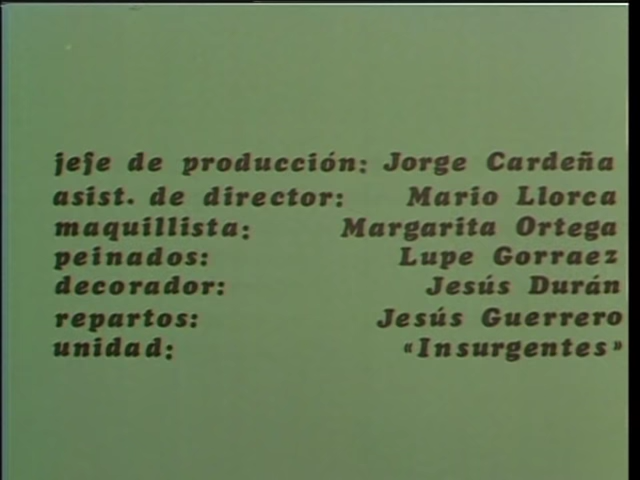 jefe de producción: Jorge Cardeña
asist. de director: Mario Llorca
maquillista: Margarita Ortega
peinados: Lupe Gorraez
decorador: Jesús Durán
repartos: Jesús Guerrero
unidad: «Insurgentes»